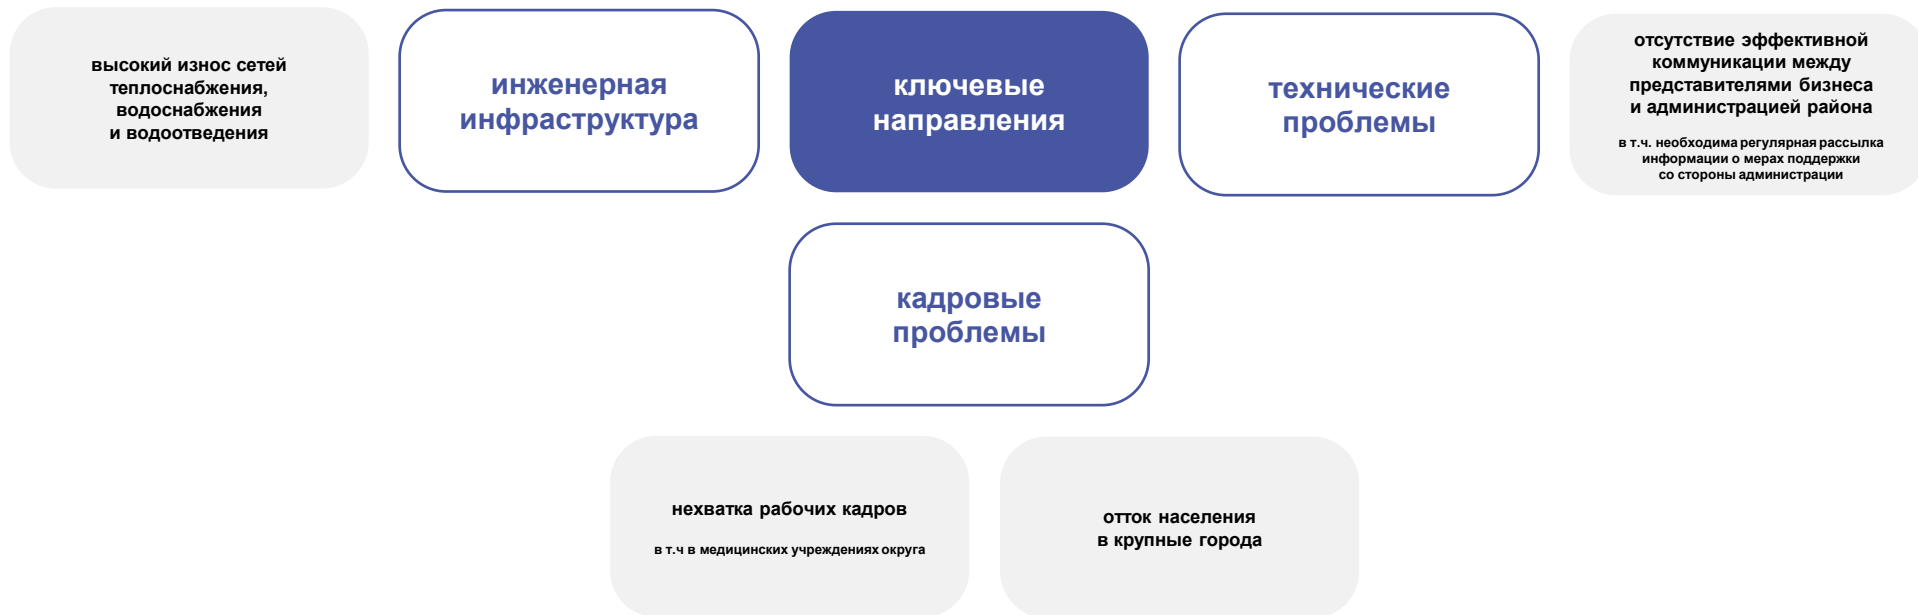 высокий износ сетей
теплоснабжения,
водоснабжения
и водоотведения
инженерная
инфраструктура
ключевые
направления
технические
проблемы
отсутствие эффективной
коммуникации между
представителями бизнеса
и администрацией района
в т.ч. необходима регулярная рассылка
информации о мерах поддержки
со стороны администрации
кадровые
проблемы
нехватка рабочих кадров
в т.ч в медицинских учреждениях округа
отток населения
в крупные города